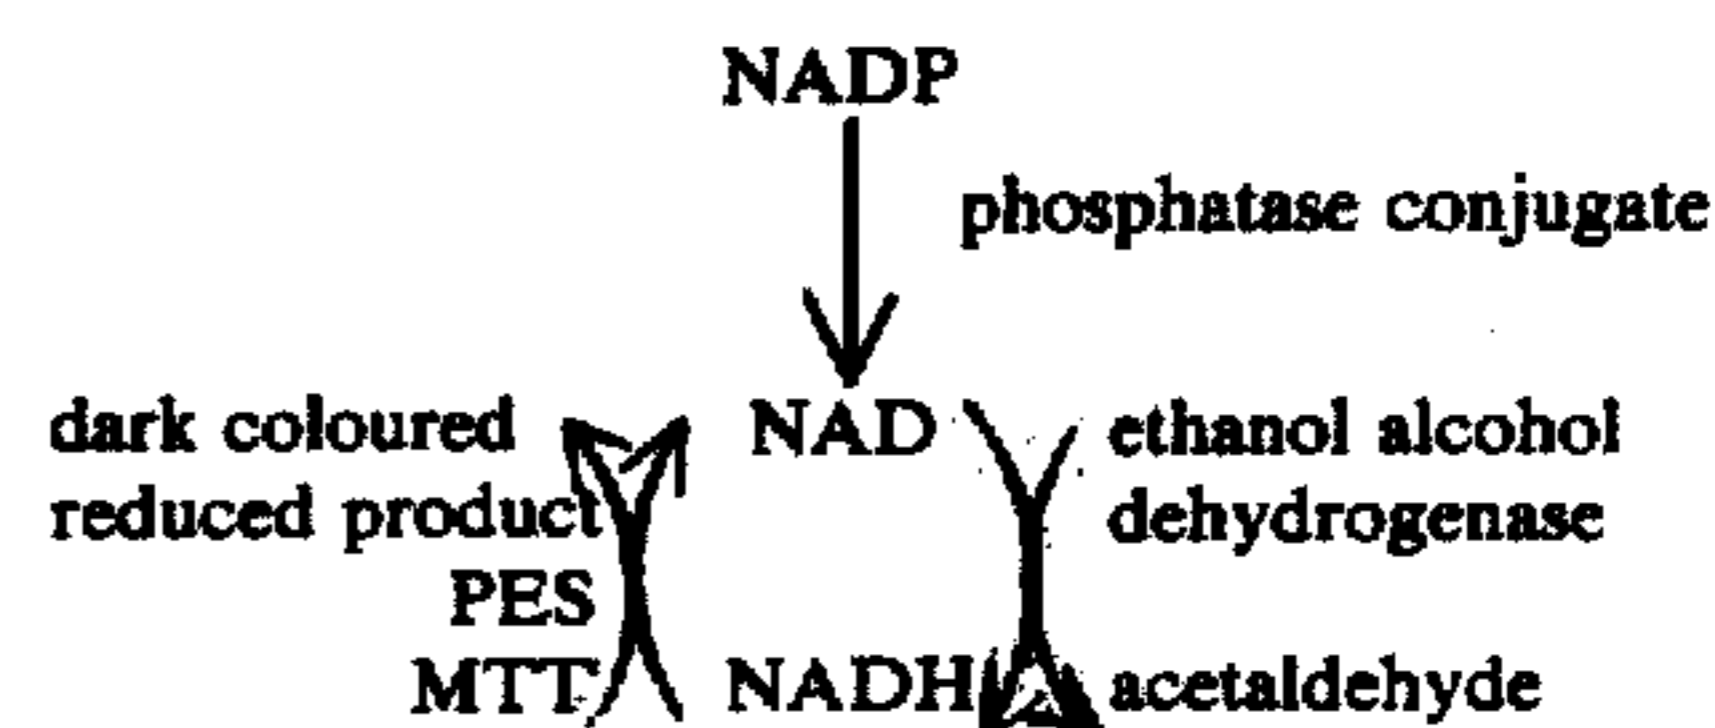 NADP
phosphatase conjugate
dark coloured
reduced product
PES
MTT
NAD
NADH
ethanol alcohol
dehydrogenase
acetaldehyde